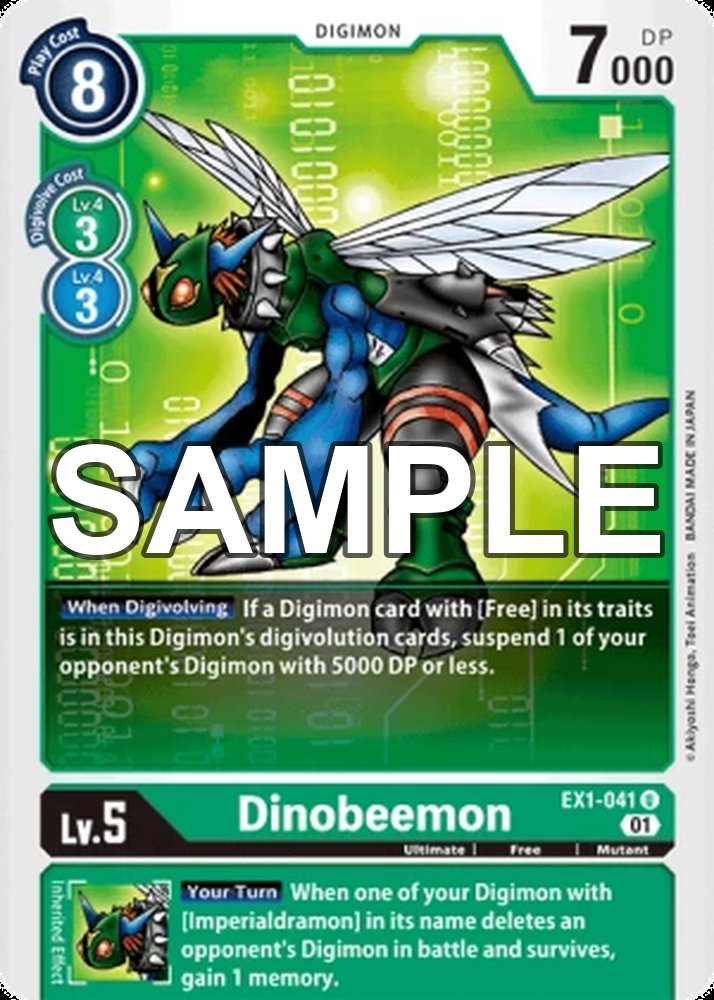 DIGIMON
Play Cost
8
DP
7000
Digivolve Cost
Lv.4
3
Lv.4
3
SAMPLE
When Digivolving If a Digimon card with [Free] in its traits
is in this Digimon's digivolution cards, suspend 1 of your
opponent's Digimon with 5000 DP or less.
© Akiyoshi Hongo, Toei Animation BANDAI MADE IN JAPAN
Lv.5
Dinobeemon
EX1-041 U
01
Ultimate | Free | Mutant
Inherited Effect
Your Turn When one of your Digimon with
[Imperialdramon] in its name deletes an
opponent's Digimon in battle and survives,
gain 1 memory.